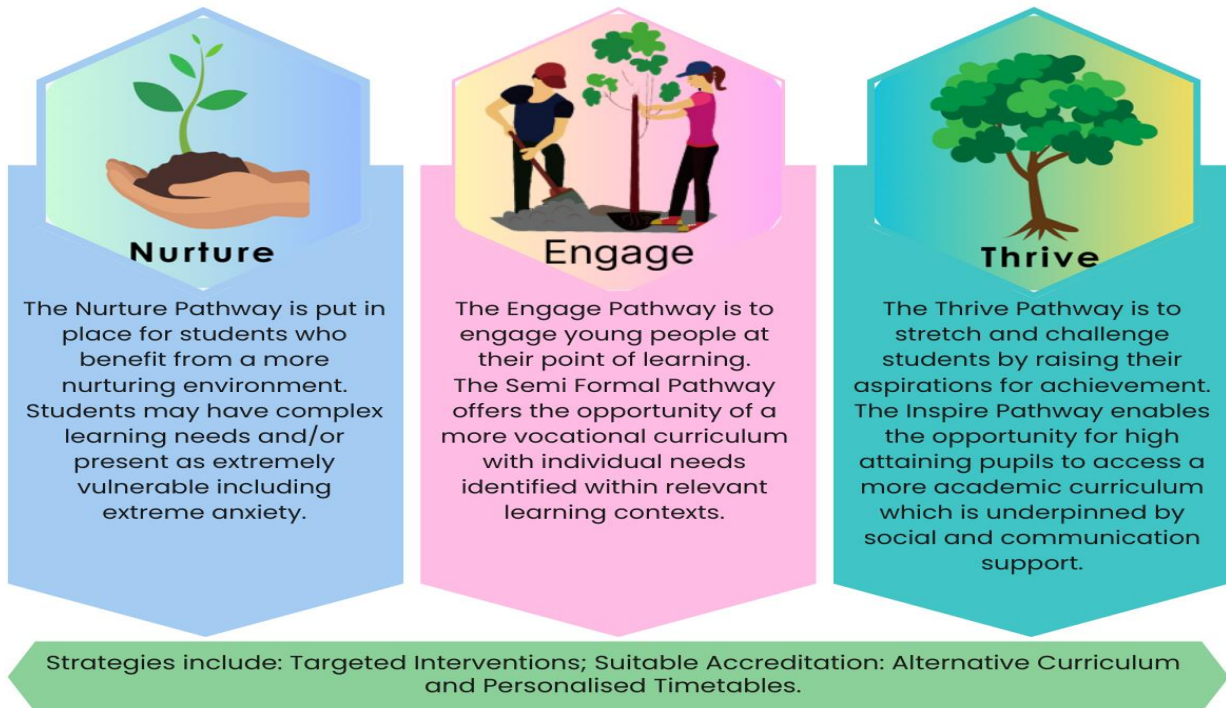 Nurture
The Nurture Pathway is put in
place for students who
benefit from a more
nurturing environment.
Students may have complex
learning needs and/or
present as extremely
vulnerable including
extreme anxiety.
Engage
The Engage Pathway is to
engage young people at
their point of learning.
The Semi Formal Pathway
offers the opportunity of a
more vocational curriculum
with individual needs
identified within relevant
learning contexts.
Thrive
The Thrive Pathway is to
stretch and challenge
students by raising their
aspirations for achievement.
The Inspire Pathway enables
the opportunity for high
attaining pupils to access a
more academic curriculum
which is underpinned by
social and communication
support.
Strategies include: Targeted Interventions; Suitable Accreditation: Alternative Curriculum
and Personalised Timetables.